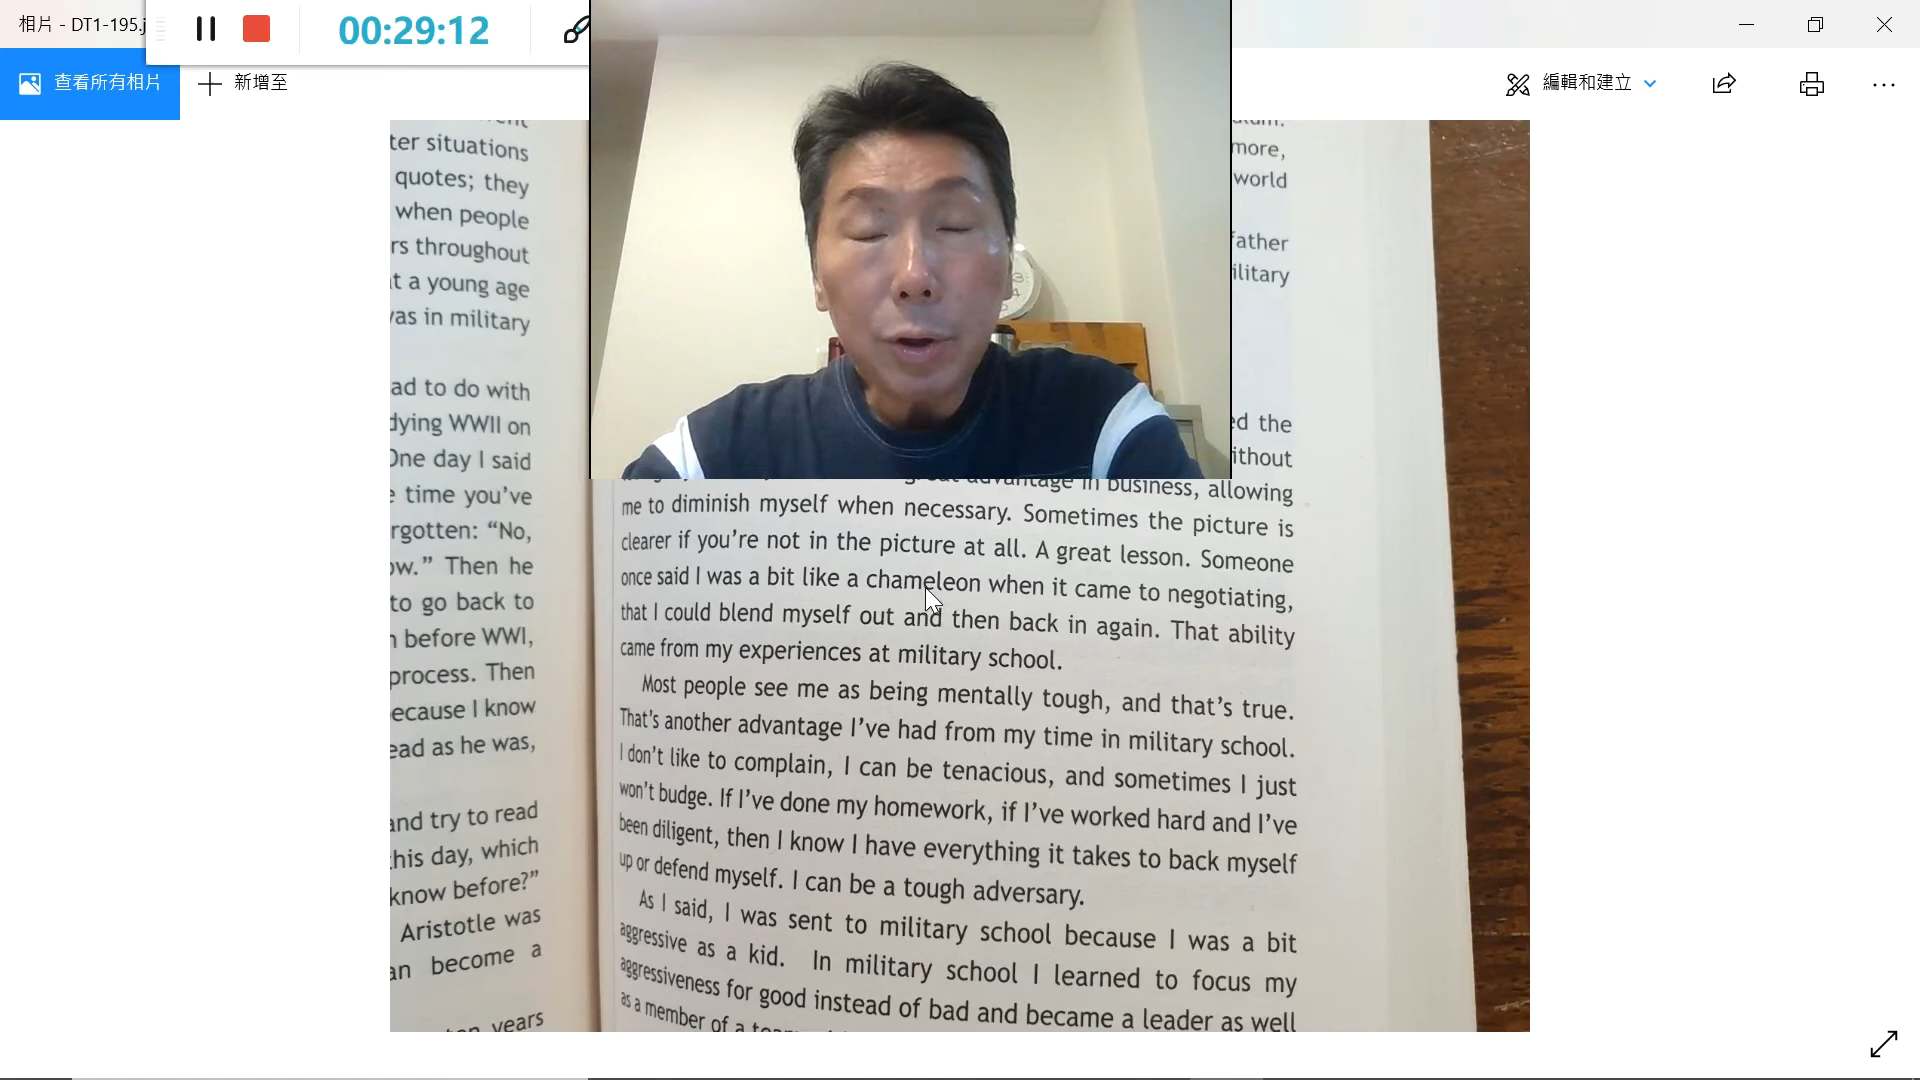 相片 - DT1-195.j
00:29:12
查看所有相片
新增至
編輯和建立
ter situations
quotes; they
when people
rs throughout
t a young age
as in military
ad to do with
dying WWII on
One day I said
time you've
rgotten: “No,
ow.” Then he
to go back to
before WWI,
process. Then
ecause I know
ead as he was,
and try to read
his day, which
know before?”
Aristotle was
an become a
years
more,
world
father
ilitary
ed the
ithout
advantage in business, allowing
me to diminish myself when necessary. Sometimes the picture is
clearer if you’re not in the picture at all. A great lesson. Someone
once said I was a bit like a chameleon when it came to negotiating,
that I could blend myself out and then back in again. That ability
came from my experiences at military school.
Most people see me as being mentally tough, and that’s true.
That’s another advantage I’ve had from my time in military school.
I don’t like to complain, I can be tenacious, and sometimes I just
won’t budge. If I’ve done my homework, if I’ve worked hard and I’ve
been diligent, then I know I have everything it takes to back myself
up or defend myself. I can be a tough adversary.
As I said, I was sent to military school because I was a bit
aggressive as a kid. In military school I learned to focus my
aggressiveness for good instead of bad and became a leader as well
as a member of a